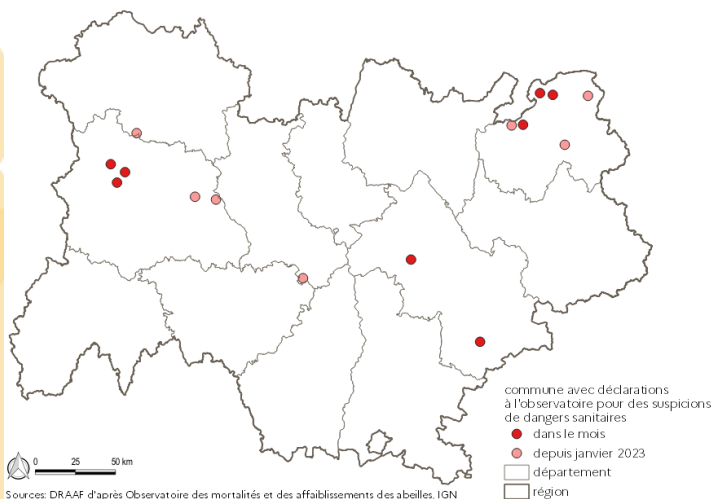 commune avec déclarations
à l'observatoire pour des suspicions
de dangers sanitaires
dans le mois
depuis janvier 2023
département
région
0 25 50 km
Sources: DRAAF d'après Observatoire des mortalités et des affaiblissements des abeilles, IGN